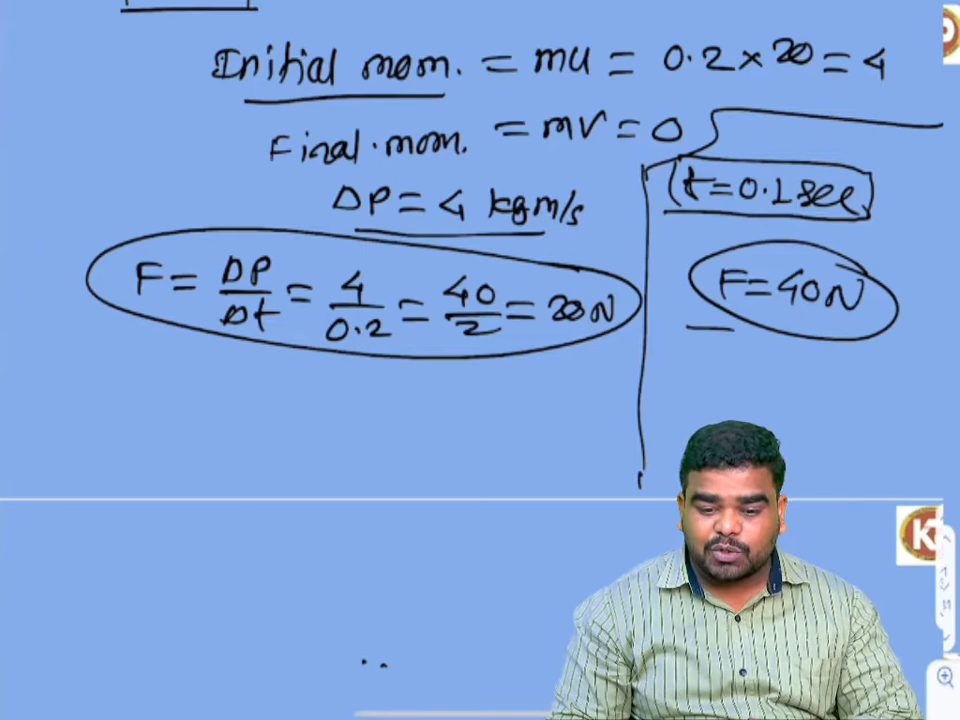 Initial mom. = mu = 0.2 × 20 = 4
Final mom. = mv = 0
t = 0.1 sec
ΔP = 4 kgm/s
F = ΔP/Δt = 4/0.2 = 40/2 = 20N
F = 40N
K